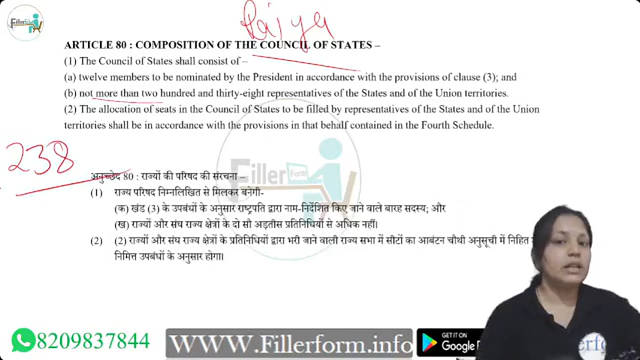 Rajya
Fillerform
ARTICLE 80: COMPOSITION OF THE COUNCIL OF STATES –
(1) The Council of States shall consist of –
(a) twelve members to be nominated by the President in accordance with the provisions of clause (3); and
(b) not more than two hundred and thirty-eight representatives of the States and of the Union territories.
(2) The allocation of seats in the Council of States to be filled by representatives of the States and of the Union
territories shall be in accordance with the provisions in that behalf contained in the Fourth Schedule.
238
Fillerform
अनुच्छेद 80 : राज्यों की परिषद की संरचना –
(1) राज्य परिषद निम्नलिखित से मिलकर बनेगी-
(क) खंड (3) के उपबंधों के अनुसार राष्ट्रपति द्वारा नाम- निर्देशित किए जाने वाले बारह सदस्य; और
(ख) राज्यों और संघ राज्य क्षेत्रों के दो सौ अड़तीस प्रतिनिधियों से अधिक नहीं।
(2) (2) राज्यों और संघ राज्य क्षेत्रों के प्रतिनिधियों द्वारा भरी जाने वाली राज्य सभा में सीटों का आबंटन चौथी अनुसूची में निहित
निमित्त उपबंधों के अनुसार होगा।
8209837844
www.Fillerform.info
GET IT ON
Google